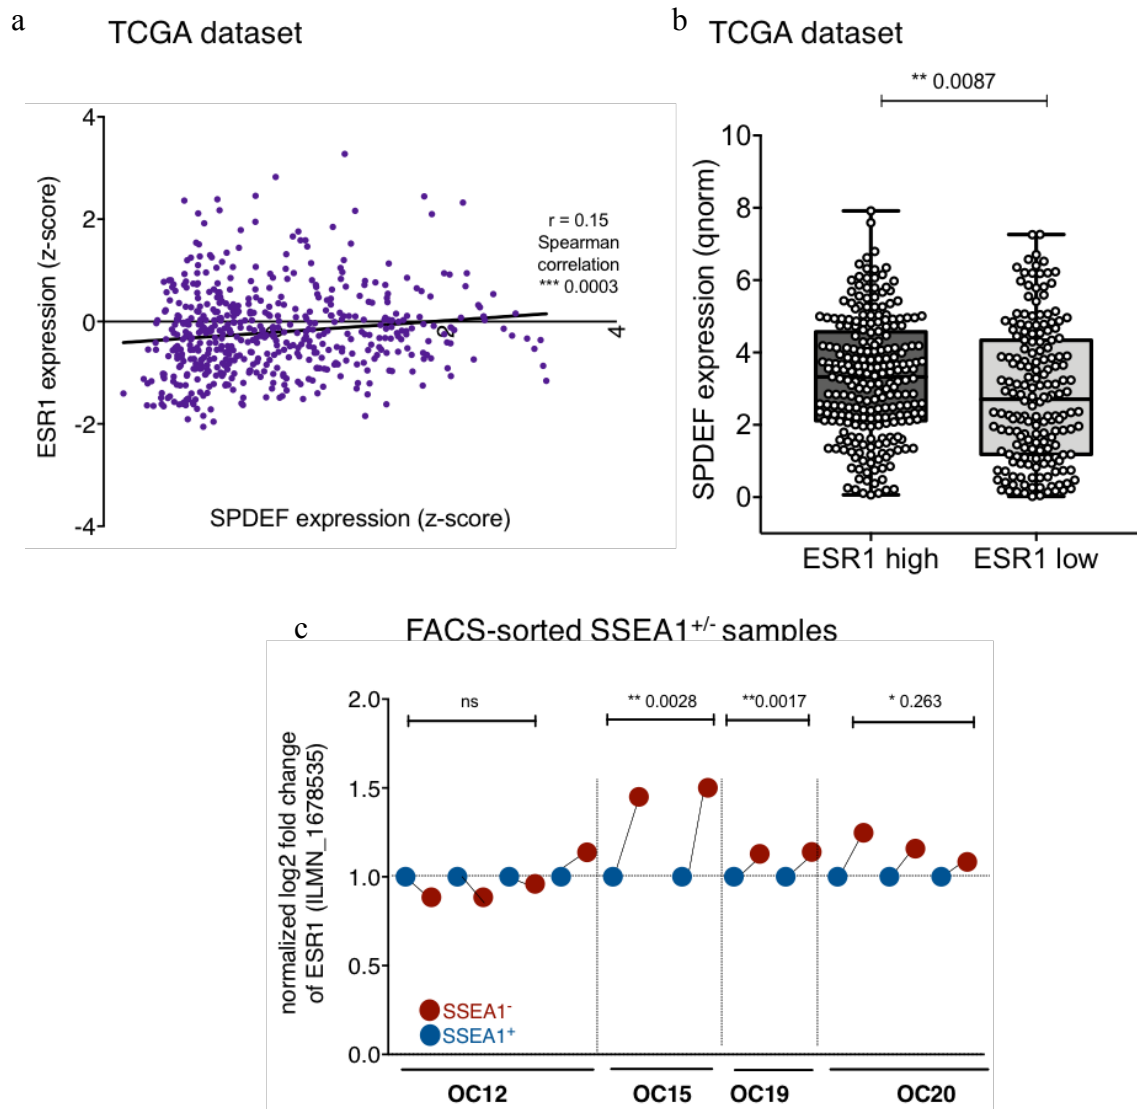 a
TCGA dataset
4
2
0
-2
-4
ESR1 expression (z-score)
r = 0.15
Spearman
correlation
*** 0.0003
2
4
SPDEF expression (z-score)
b
TCGA dataset
** 0.0087
10
8
6
4
2
0
SPDEF expression (qnorm)
ESR1 high
ESR1 low
c
FACS-sorted SSEA1+/- samples
2.0
1.5
1.0
0.5
0.0
normalized log2 fold change
of ESR1 (ILMN_1678535)
ns
** 0.0028
**0.0017
* 0.263
SSEA1-
SSEA1+
OC12
OC15
OC19
OC20